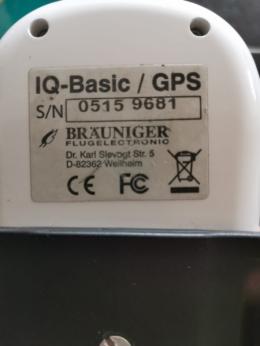 IQ-Basic / GPS
S/N 0515 9681
BRÄUNIGER
FLUGELECTRONIC
Dr. Karl Slevogt Str. 5
D-82362 Weilheim
CE FC